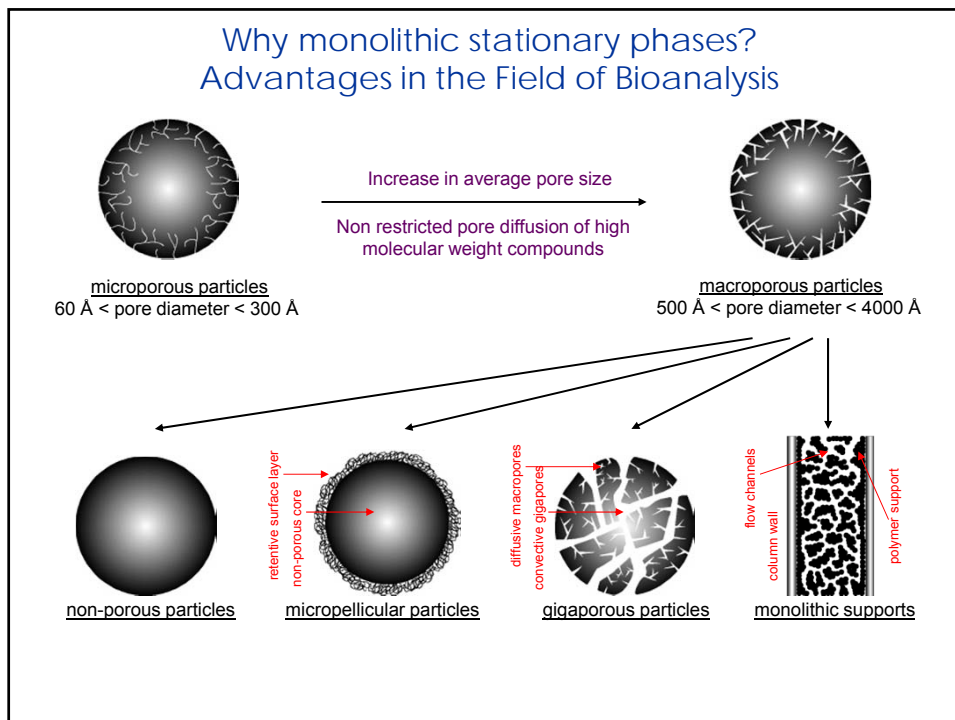 Why monolithic stationary phases?
Advantages in the Field of Bioanalysis
Increase in average pore size
Non restricted pore diffusion of high
molecular weight compounds
microporous particles
60 Å < pore diameter < 300 Å
macroporous particles
500 Å < pore diameter < 4000 Å
retentive surface layer
non-porous core
diffusive macropores
convective gigapores
flow channels
column wall
polymer support
non-porous particles
micropellicular particles
gigaporous particles
monolithic supports